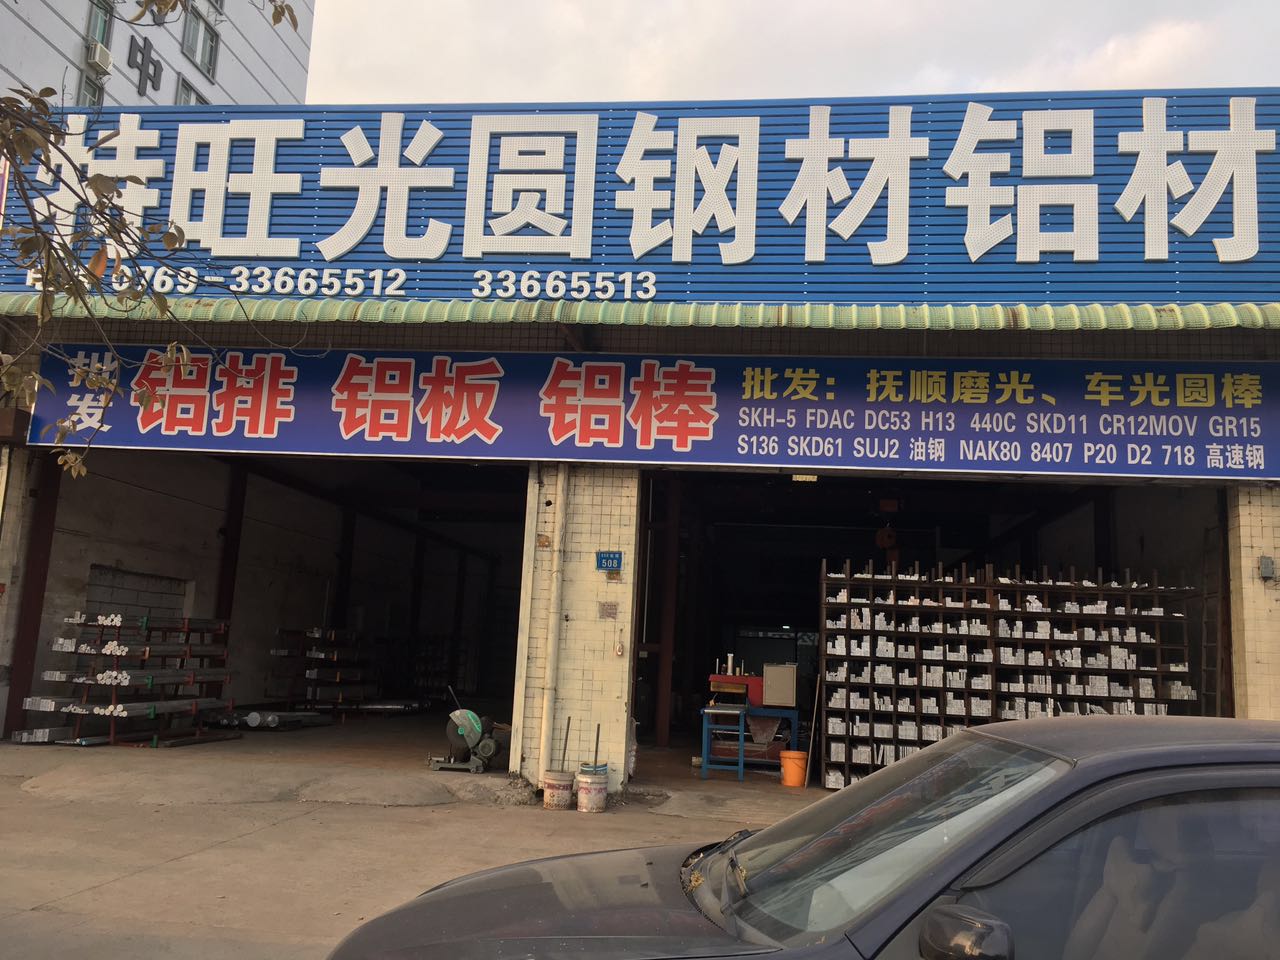 中
特旺光圆钢材铝材
0769-33665512 33665513
批发 铝排 铝板 铝棒
批发：抚顺磨光、车光圆棒
SKH-5 FDAC DC53 H13 440C SKD11 CR12MOV GR15
S136 SKD61 SUJ2 油钢 NAK80 8407 P20 D2 718 高速钢
508